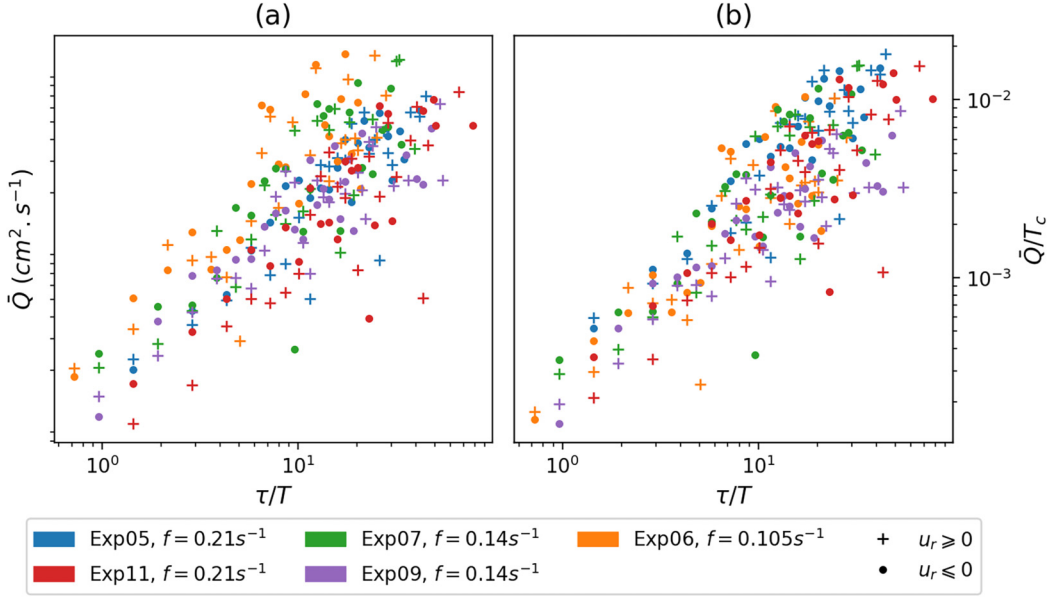 (a) (b)
Q̄ (cm². s⁻¹)
10⁻²
10⁻³
Q̄/T_c
10⁰ 10¹ 10⁰ 10¹
τ/T τ/T
Exp05, f = 0.21s⁻¹ Exp07, f = 0.14s⁻¹ Exp06, f = 0.105s⁻¹ + u_r ⩾ 0
Exp11, f = 0.21s⁻¹ Exp09, f = 0.14s⁻¹ u_r ⩽ 0